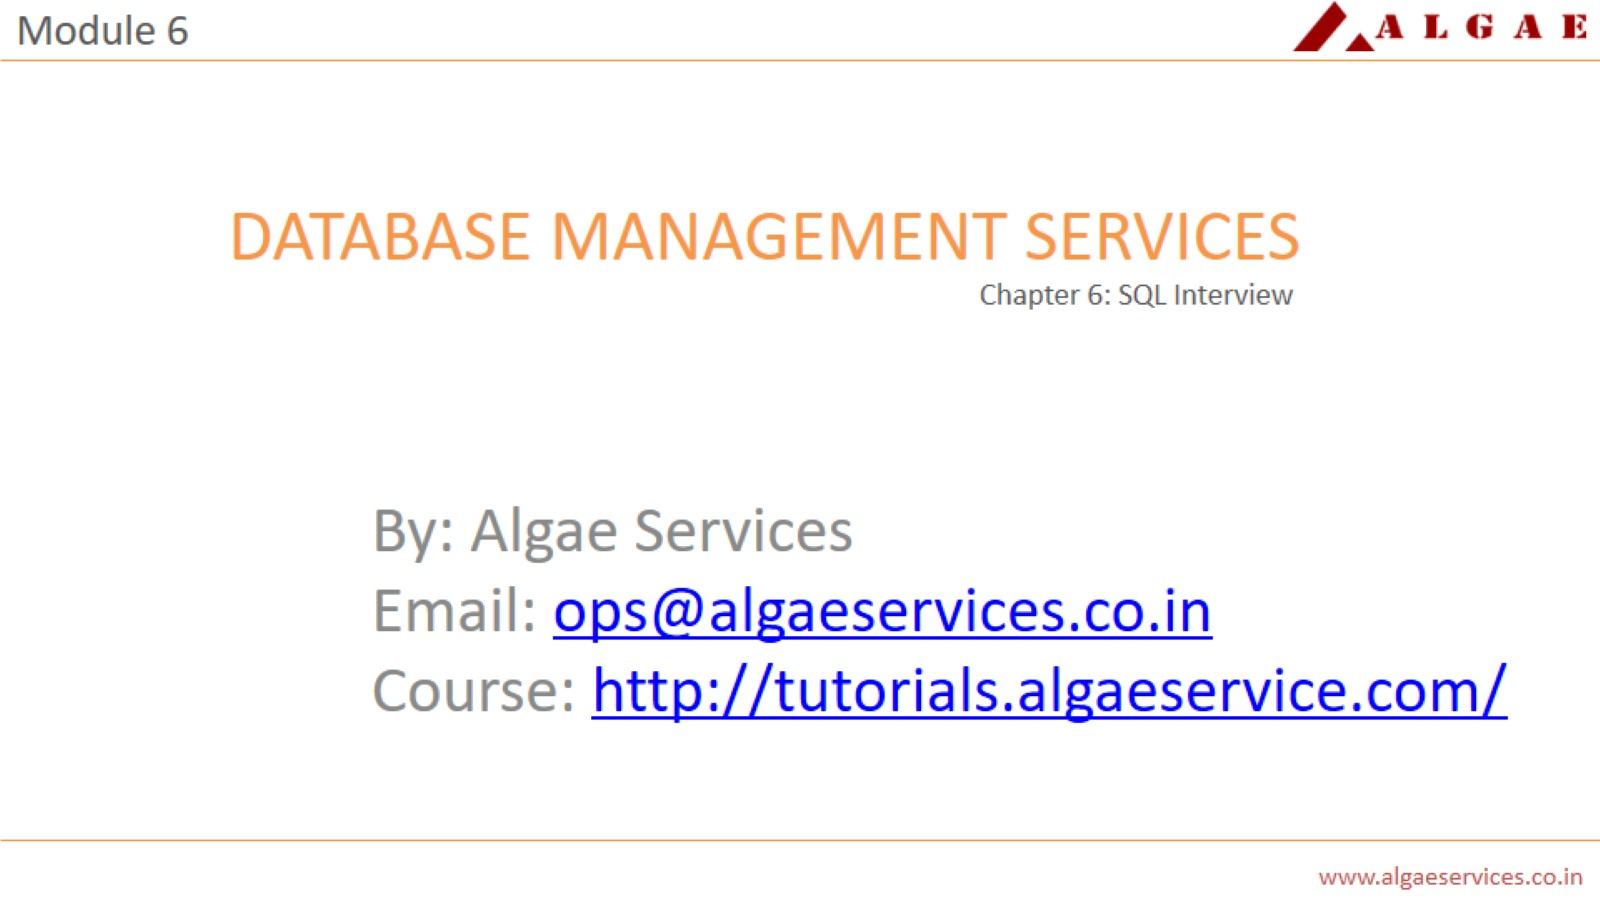 Module 6
ALGAE
DATABASE MANAGEMENT SERVICES
Chapter 6: SQL Interview
By: Algae Services
Email: ops@algaeservices.co.in
Course: http://tutorials.algaeservice.com/
www.algaeservices.co.in